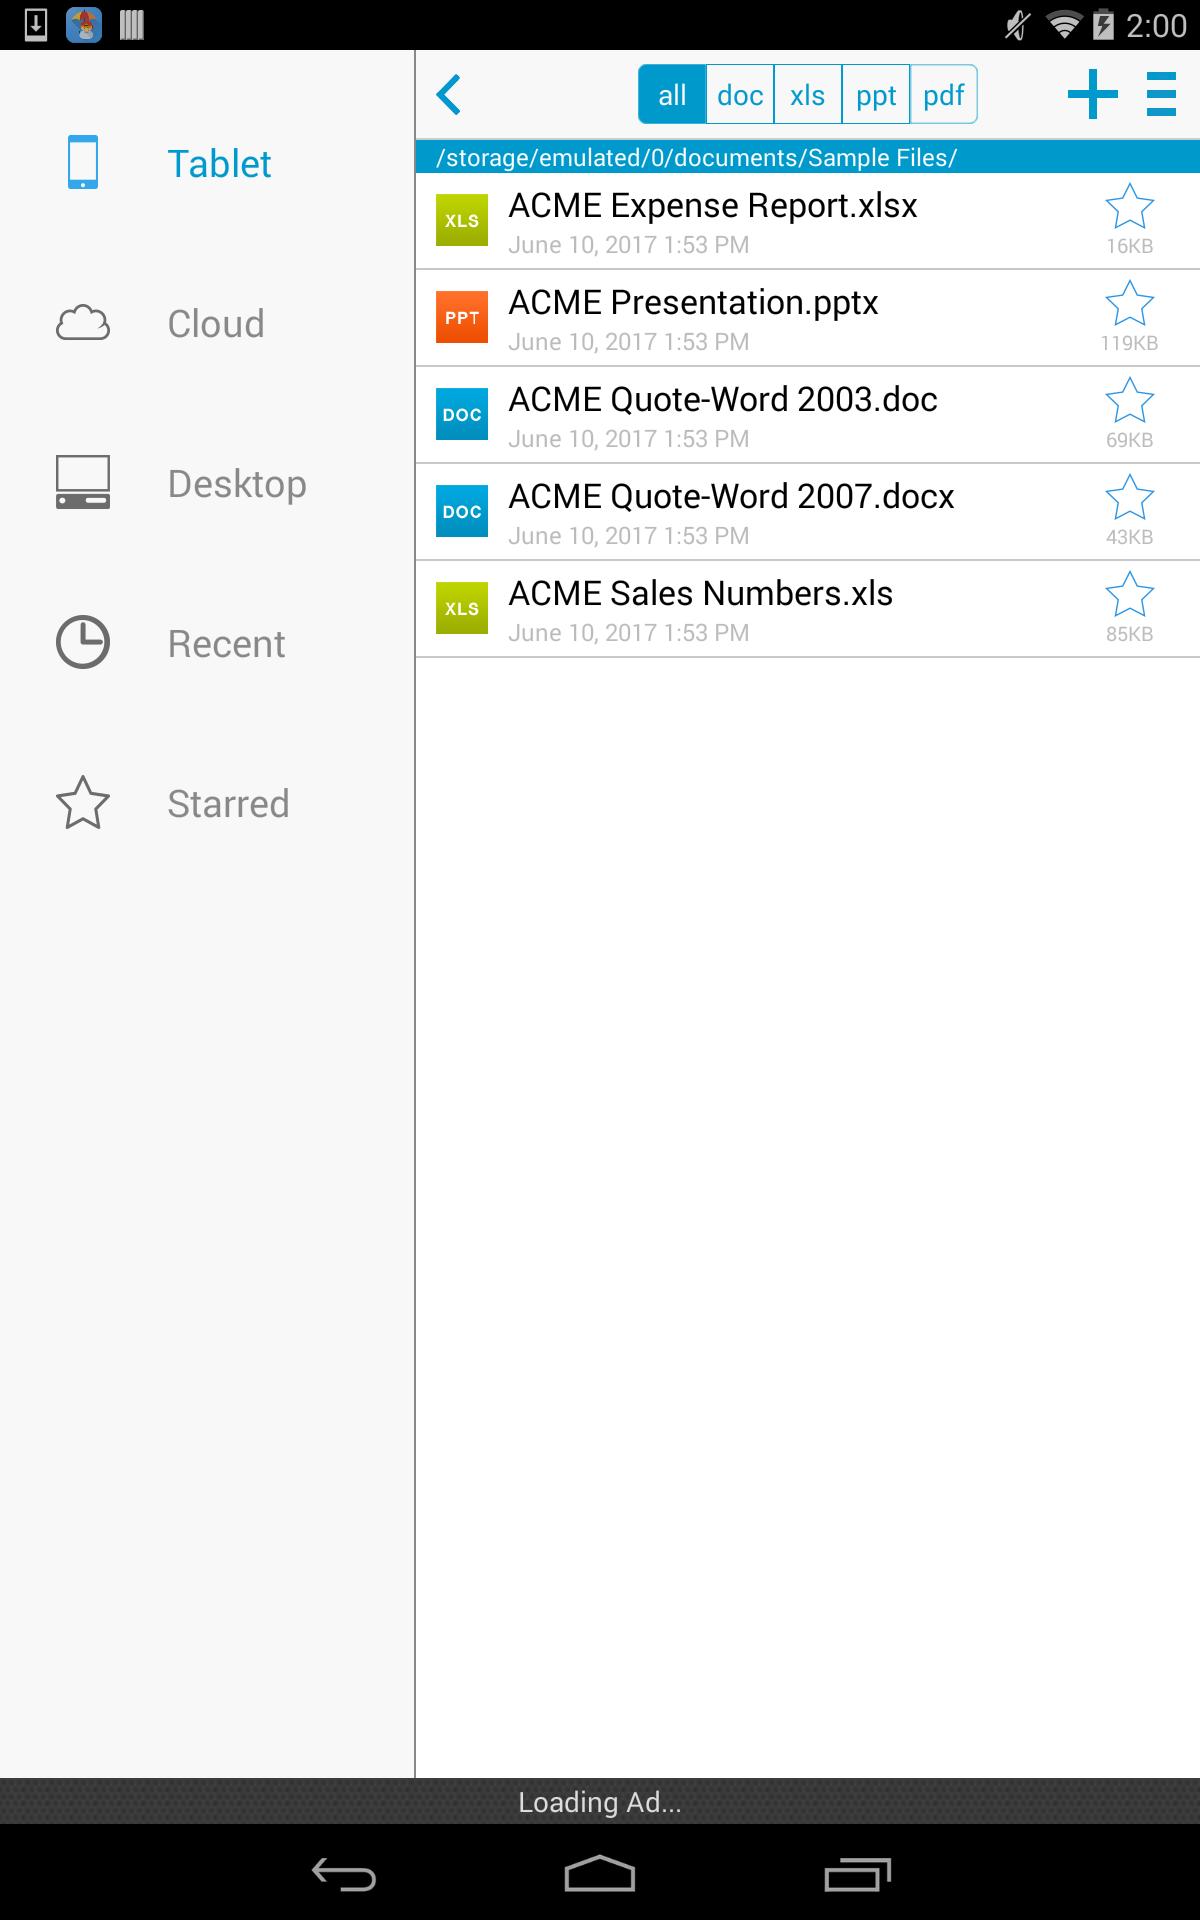 2:00
Tablet
Cloud
Desktop
Recent
Starred
all doc xls ppt pdf
/storage/emulated/0/documents/Sample Files/
XLS ACME Expense Report.xlsx
June 10, 2017 1:53 PM 16KB
PPT ACME Presentation.pptx
June 10, 2017 1:53 PM 119KB
DOC ACME Quote-Word 2003.doc
June 10, 2017 1:53 PM 69KB
DOC ACME Quote-Word 2007.docx
June 10, 2017 1:53 PM 43KB
XLS ACME Sales Numbers.xls
June 10, 2017 1:53 PM 85KB
Loading Ad...